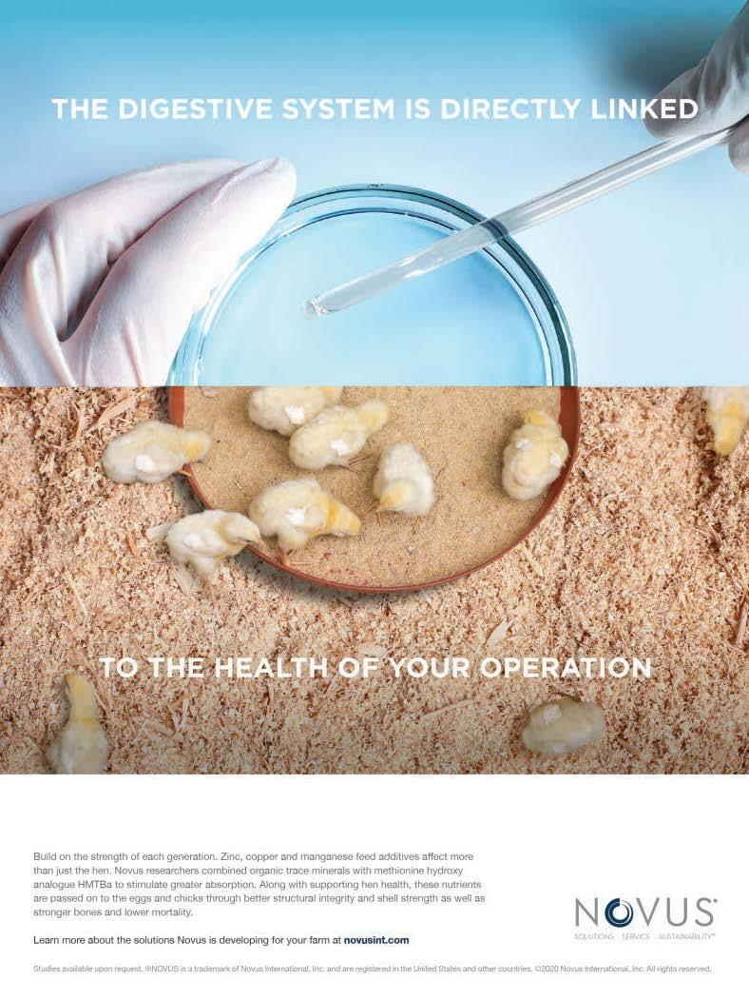 THE DIGESTIVE SYSTEM IS DIRECTLY LINKED
TO THE HEALTH OF YOUR OPERATION
Build on the strength of each generation. Zinc, copper and manganese feed additives affect more
than just the hen. Novus researchers combined organic trace minerals with methionine hydroxy
analogue HMTBa to stimulate greater absorption. Along with supporting hen health, these nutrients
are passed on to the eggs and chicks through better structural integrity and shell strength as well as
stronger bones and lower mortality.
NOVUS®
SOLUTIONS SERVICE SUSTAINABILITY™
Learn more about the solutions Novus is developing for your farm at novusint.com
Studies available upon request. ®NOVUS is a trademark of Novus International, Inc. and are registered in the United States and other countries. ©2020 Novus International, Inc. All rights reserved.